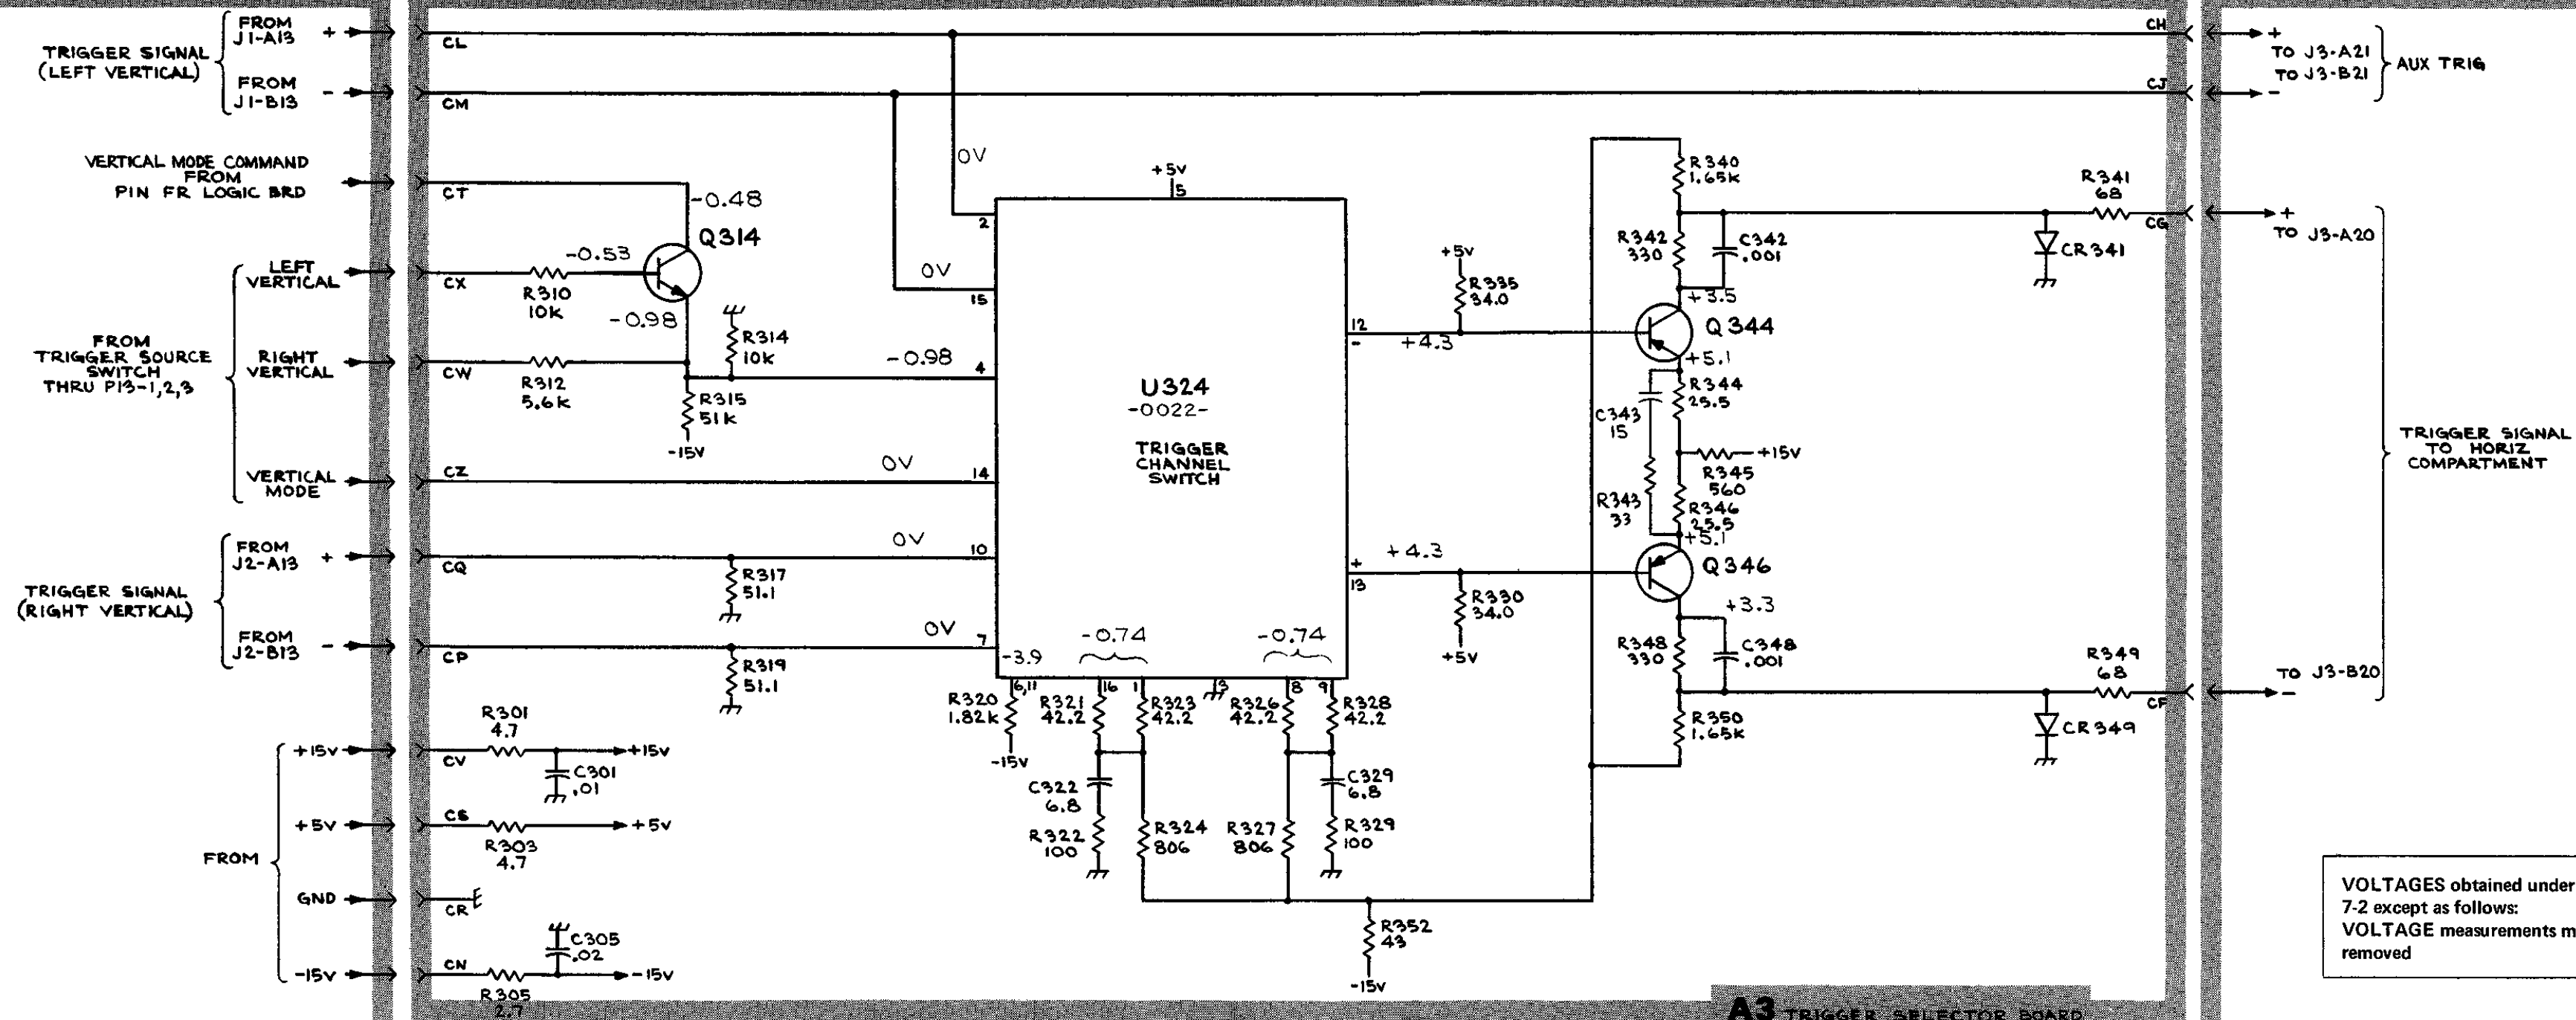 TRIGGER SIGNAL
(LEFT VERTICAL)
FROM
J1-A13
+
FROM
J1-B13
-
CL
CM
CH
CJ
+
TO J3-A21
TO J3-B21
-
AUX TRIG
VERTICAL MODE COMMAND
FROM
PIN FR LOGIC BRD
CT
-0.48
Q314
-0.53
LEFT
VERTICAL
CX
R310
10K
-0.98
R314
10K
-0.98
FROM
TRIGGER SOURCE
SWITCH
THRU P13-1,2,3
RIGHT
VERTICAL
CW
R312
5.6K
R315
51K
-15V
VERTICAL
MODE
CZ
0V
14
TRIGGER SIGNAL
(RIGHT VERTICAL)
FROM
J2-A13
+
CQ
0V
10
R317
51.1
FROM
J2-B13
-
CP
0V
7
R319
51.1
0V
2
0V
15
4
+5V
5
U324
-0022-
TRIGGER
CHANNEL
SWITCH
12
-
+4.3
+5V
R335
34.0
+
13
+4.3
R330
34.0
+5V
-3.9
-0.74
-0.74
6,11
16
1
3
8
9
R320
1.82K
-15V
R321
42.2
R323
42.2
R326
42.2
R328
42.2
C322
6.8
R322
100
R324
806
R327
806
C329
6.8
R329
100
R352
43
-15V
R340
1.65K
R342
330
C342
.001
+3.5
Q344
+5.1
R344
25.5
C343
15
+15V
R345
560
R343
33
R346
25.5
+5.1
Q346
+3.3
R348
330
C348
.001
R350
1.65K
R341
68
CG
CR341
+
TO J3-A20
TRIGGER SIGNAL
TO HORIZ
COMPARTMENT
R349
68
CF
CR349
TO J3-B20
-
FROM
+15V
CV
R301
4.7
+15V
C301
.01
+5V
CS
R303
4.7
+5V
GND
CR
-15V
CN
R305
2.7
C305
.02
-15V
VOLTAGES obtained under
7-2 except as follows:
VOLTAGE measurements m
removed
A3 TRIGGER SELECTOR BOARD